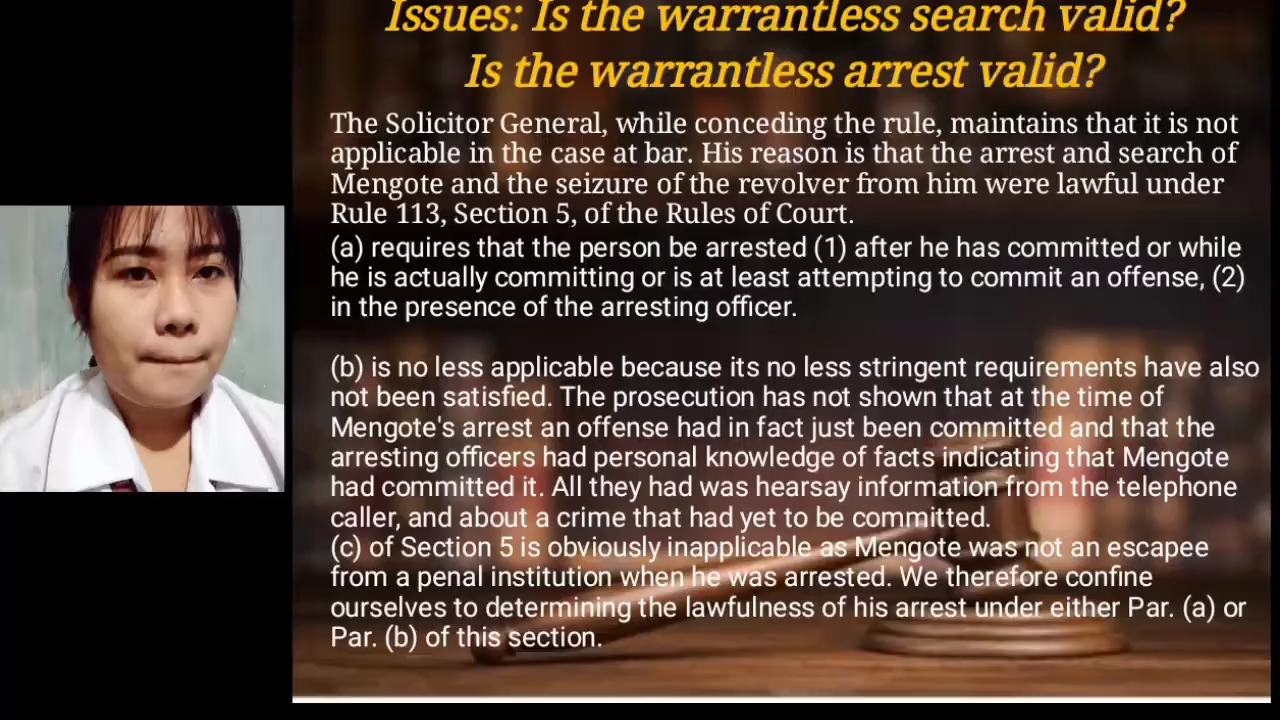 Issues: Is the warrantless search valid?
Is the warrantless arrest valid?
The Solicitor General, while conceding the rule, maintains that it is not
applicable in the case at bar. His reason is that the arrest and search of
Mengote and the seizure of the revolver from him were lawful under
Rule 113, Section 5, of the Rules of Court.
(a) requires that the person be arrested (1) after he has committed or while
he is actually committing or is at least attempting to commit an offense, (2)
in the presence of the arresting officer.
(b) is no less applicable because its no less stringent requirements have also
not been satisfied. The prosecution has not shown that at the time of
Mengote's arrest an offense had in fact just been committed and that the
arresting officers had personal knowledge of facts indicating that Mengote
had committed it. All they had was hearsay information from the telephone
caller, and about a crime that had yet to be committed.
(c) of Section 5 is obviously inapplicable as Mengote was not an escapee
from a penal institution when he was arrested. We therefore confine
ourselves to determining the lawfulness of his arrest under either Par. (a) or
Par. (b) of this section.